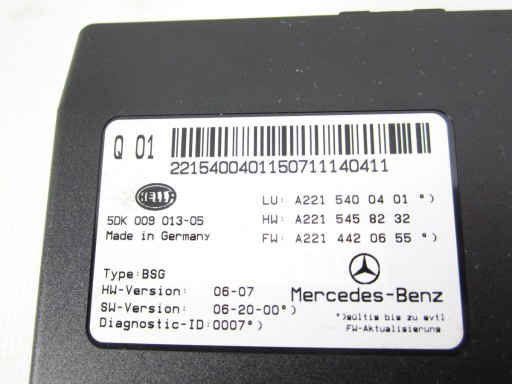 Q 01
22154004011507111404​11
HELLA
LU: A221 540 04 01 °)
5DK 009 013-05
HW: A221 545 82 32
Made in Germany
FW: A221 442 06 55 °)
Type:BSG
HW-Version: 06-07
Mercedes-Benz
SW-Version: 06-20-00°)
Diagnostic-ID:0007°)
°)gültig bis zu evtl.
FW-Aktualisierung